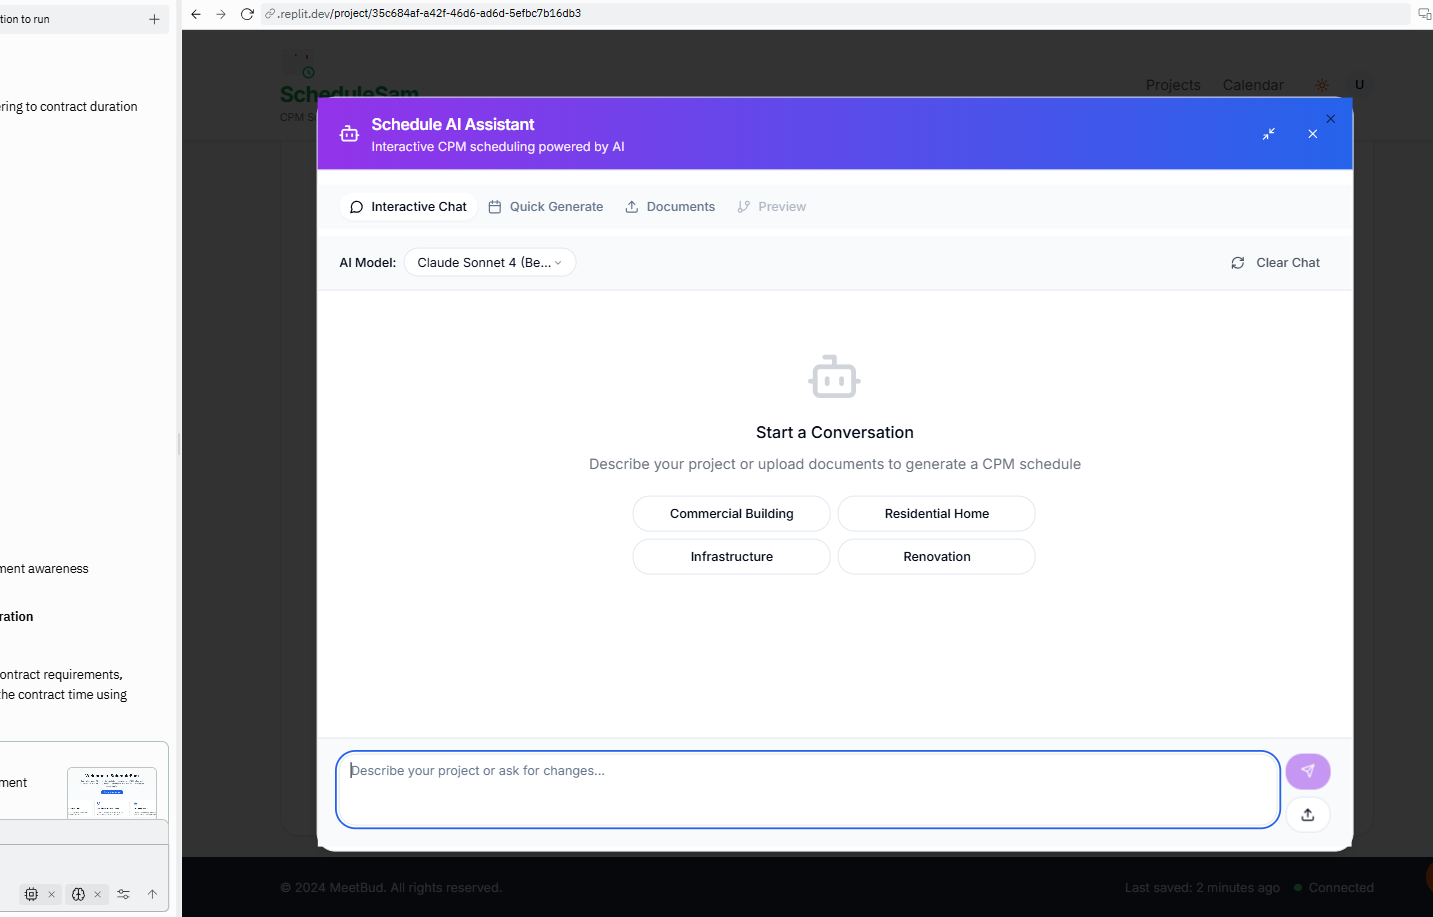 tion to run
ring to contract duration
ment awareness
ration
ontract requirements,
the contract time using
ment
.replit.dev/project/35c684af-a42f-46d6-ad6d-5efbc7b16db3
ScheduleSam
CPM S
Projects
Calendar
U
Schedule AI Assistant
Interactive CPM scheduling powered by AI
Interactive Chat
Quick Generate
Documents
Preview
AI Model:
Claude Sonnet 4 (Be...
Clear Chat
Start a Conversation
Describe your project or upload documents to generate a CPM schedule
Commercial Building
Residential Home
Infrastructure
Renovation
Describe your project or ask for changes...
© 2024 MeetBud. All rights reserved.
Last saved: 2 minutes ago
Connected